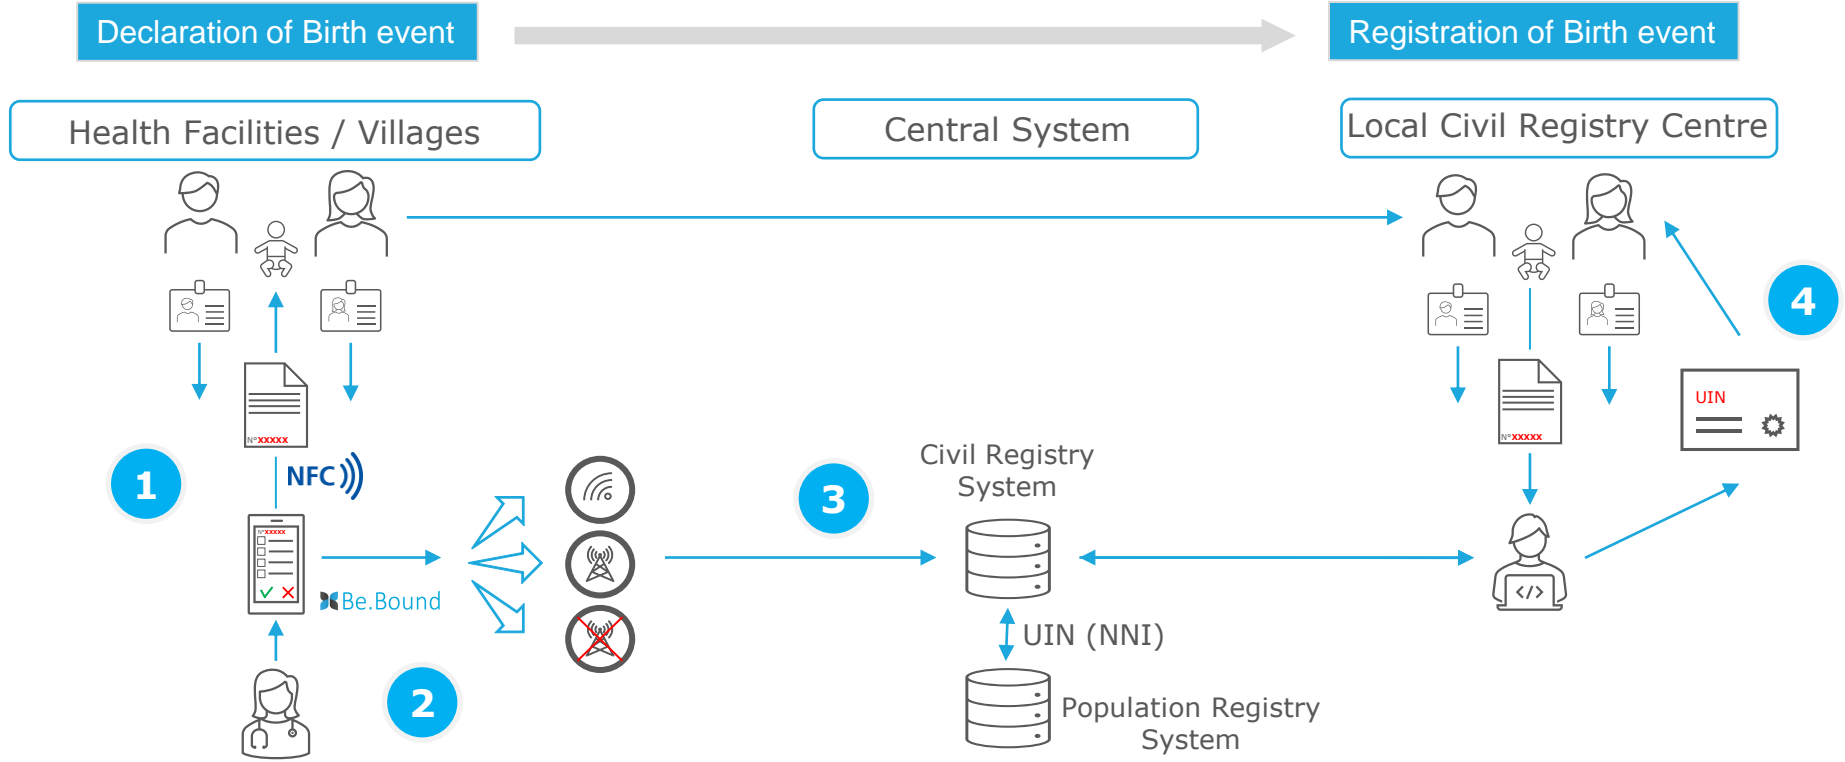 Declaration of Birth event
Registration of Birth event
Health Facilities / Villages
Central System
Local Civil Registry Centre
N°xxxxx
NFC
1
N°xxxxx
Be.Bound
2
3
Civil Registry
System
UIN (NNI)
Population Registry
System
N°xxxxx
</>
UIN
4